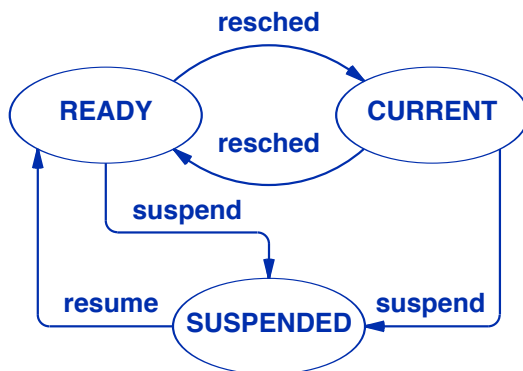 resched
READY
CURRENT
resched
suspend
resume
SUSPENDED
suspend